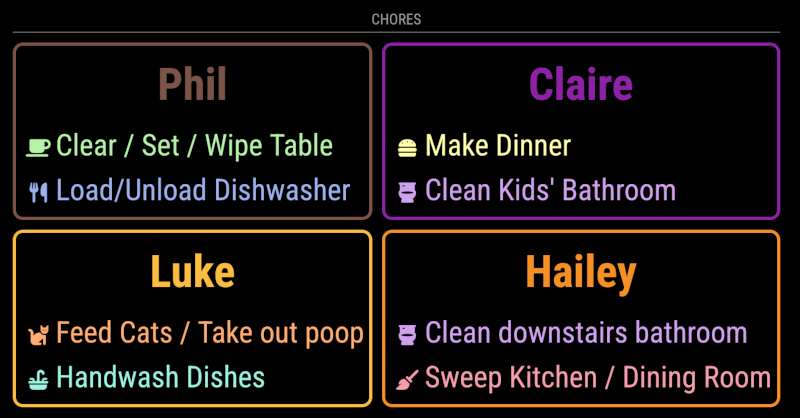 CHORES
Phil
Clear / Set / Wipe Table
Load/Unload Dishwasher
Claire
Make Dinner
Clean Kids' Bathroom
Luke
Feed Cats / Take out poop
Handwash Dishes
Hailey
Clean downstairs bathroom
Sweep Kitchen / Dining Room